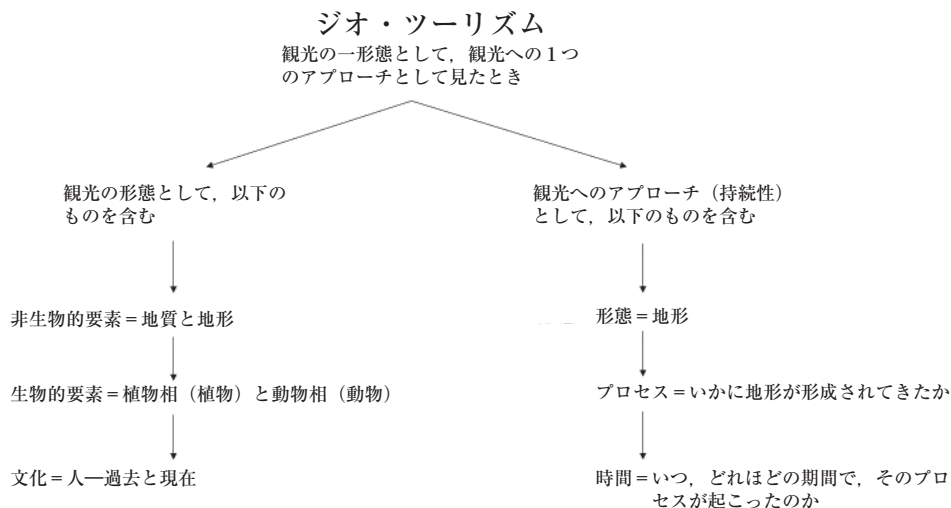 ジオ・ツーリズム
観光の一形態として，観光への1つ
のアプローチとして見たとき
観光の形態として，以下の
ものを含む
非生物的要素＝地質と地形
生物的要素＝植物相（植物）と動物相（動物）
文化＝人―過去と現在
観光へのアプローチ（持続性）
として，以下のものを含む
形態＝地形
プロセス＝いかに地形が形成されてきたか
時間＝いつ，どれほどの期間で，そのプロ
セスが起こったのか